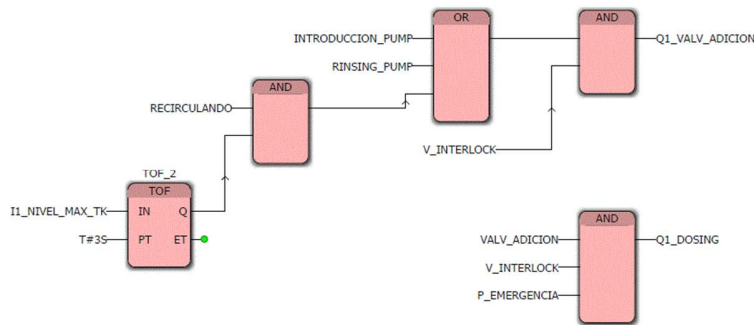 OR
AND
INTRODUCCION_PUMP
Q1_VALV_ADICION
RINSING_PUMP
AND
RECIRCULANDO
V_INTERLOCK
TOF_2
TOF
I1_NIVEL_MAX_TK
IN
Q
T#3S
PT
ET
AND
VALV_ADICION
Q1_DOSING
V_INTERLOCK
P_EMERGENCIA